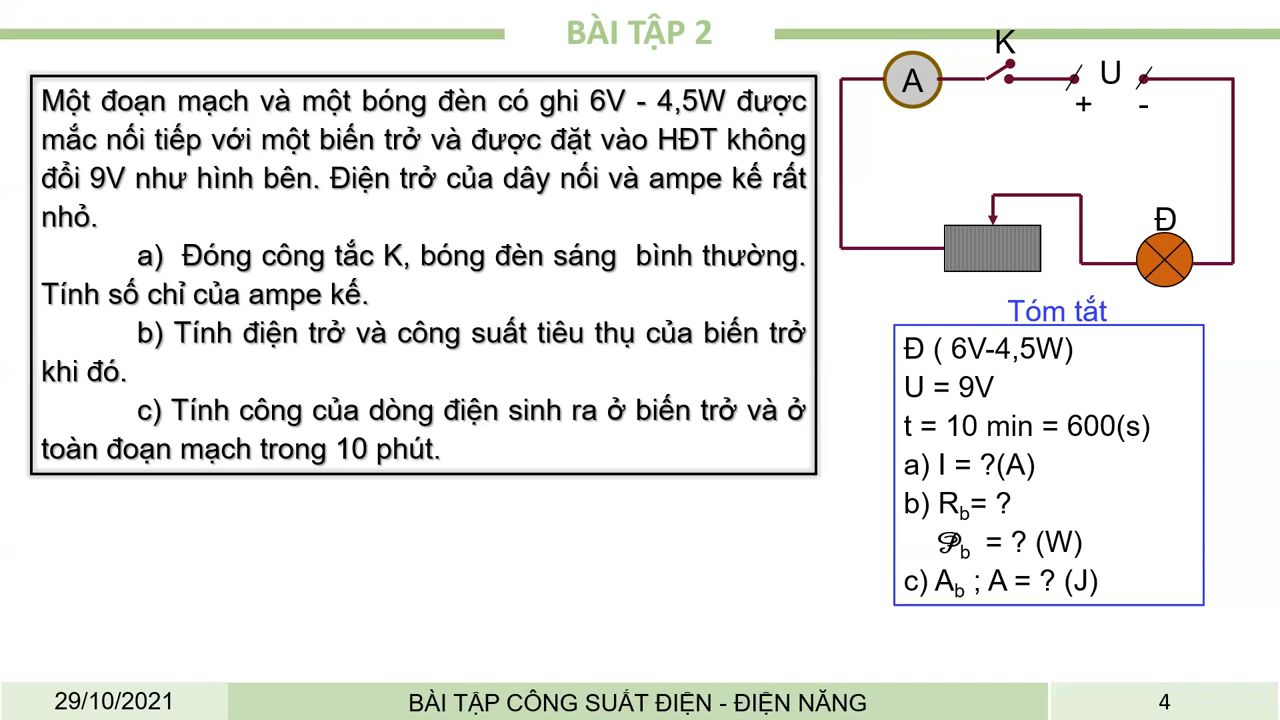 BÀI TẬP 2
Một đoạn mạch và một bóng đèn có ghi 6V - 4,5W được
mắc nối tiếp với một biến trở và được đặt vào HĐT không
đổi 9V như hình bên. Điện trở của dây nối và ampe kế rất
nhỏ.
a) Đóng công tắc K, bóng đèn sáng bình thường.
Tính số chỉ của ampe kế.
b) Tính điện trở và công suất tiêu thụ của biến trở
khi đó.
c) Tính công của dòng điện sinh ra ở biến trở và ở
toàn đoạn mạch trong 10 phút.
K
A
U
+ -
Đ
Tóm tắt
Đ ( 6V-4,5W)
U = 9V
t = 10 min = 600(s)
a) I = ?(A)
b) R_b= ?
𝒫_b = ? (W)
c) A_b ; A = ? (J)
29/10/2021
BÀI TẬP CÔNG SUẤT ĐIỆN - ĐIỆN NĂNG
4